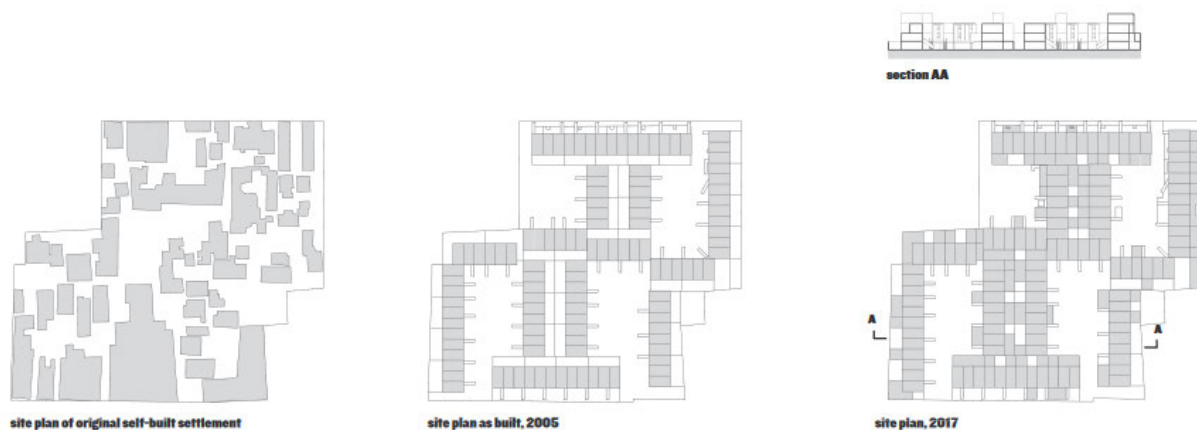 section AA
A
A
site plan of original self-built settlement
site plan as built, 2005
site plan, 2017